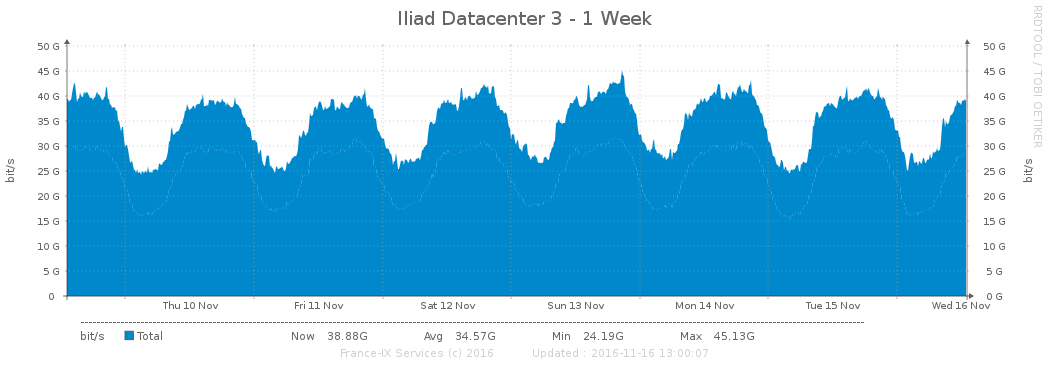 Iliad Datacenter 3 - 1 Week
RRDTOOL / TOBI OETIKER
bit/s
50 G 50 G
45 G 45 G
40 G 40 G
35 G 35 G
30 G 30 G
25 G 25 G
20 G 20 G
15 G 15 G
10 G 10 G
5 G 5 G
0 0 G
bit/s
Thu 10 Nov Fri 11 Nov Sat 12 Nov Sun 13 Nov Mon 14 Nov Tue 15 Nov Wed 16 Nov
bit/s Total Now 38.88G Avg 34.57G Min 24.19G Max 45.13G
France-IX Services (c) 2016 Updated : 2016-11-16 13:00:07